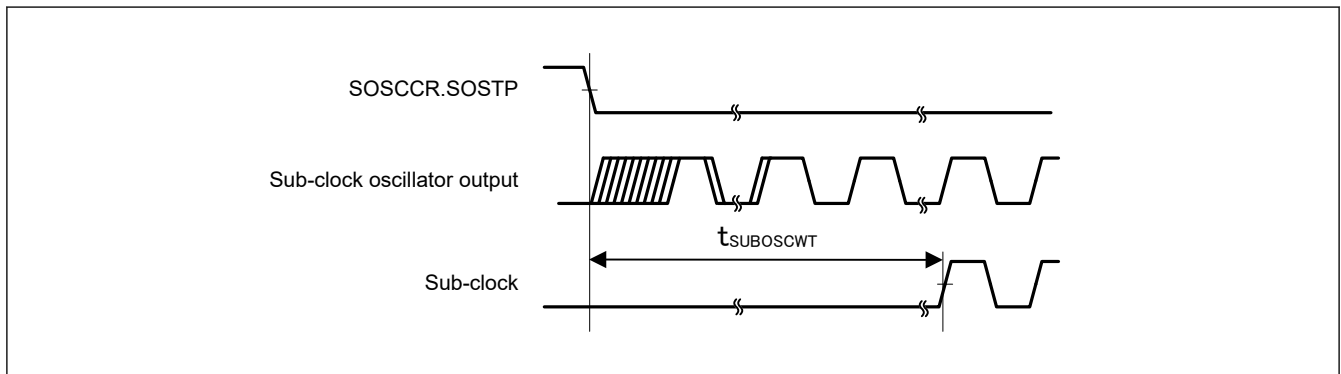 SOSCCR.SOSTP
Sub-clock oscillator output
tSUBOSCWT
Sub-clock